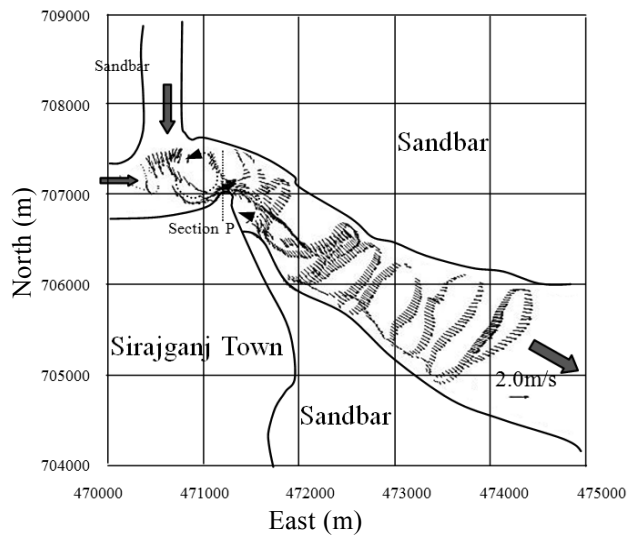 709000
Sandbar
708000
Sandbar
707000
Section P
North (m)
706000
Sirajganj Town
705000
2.0m/s
Sandbar
704000
470000 471000 472000 473000 474000 475000
East (m)